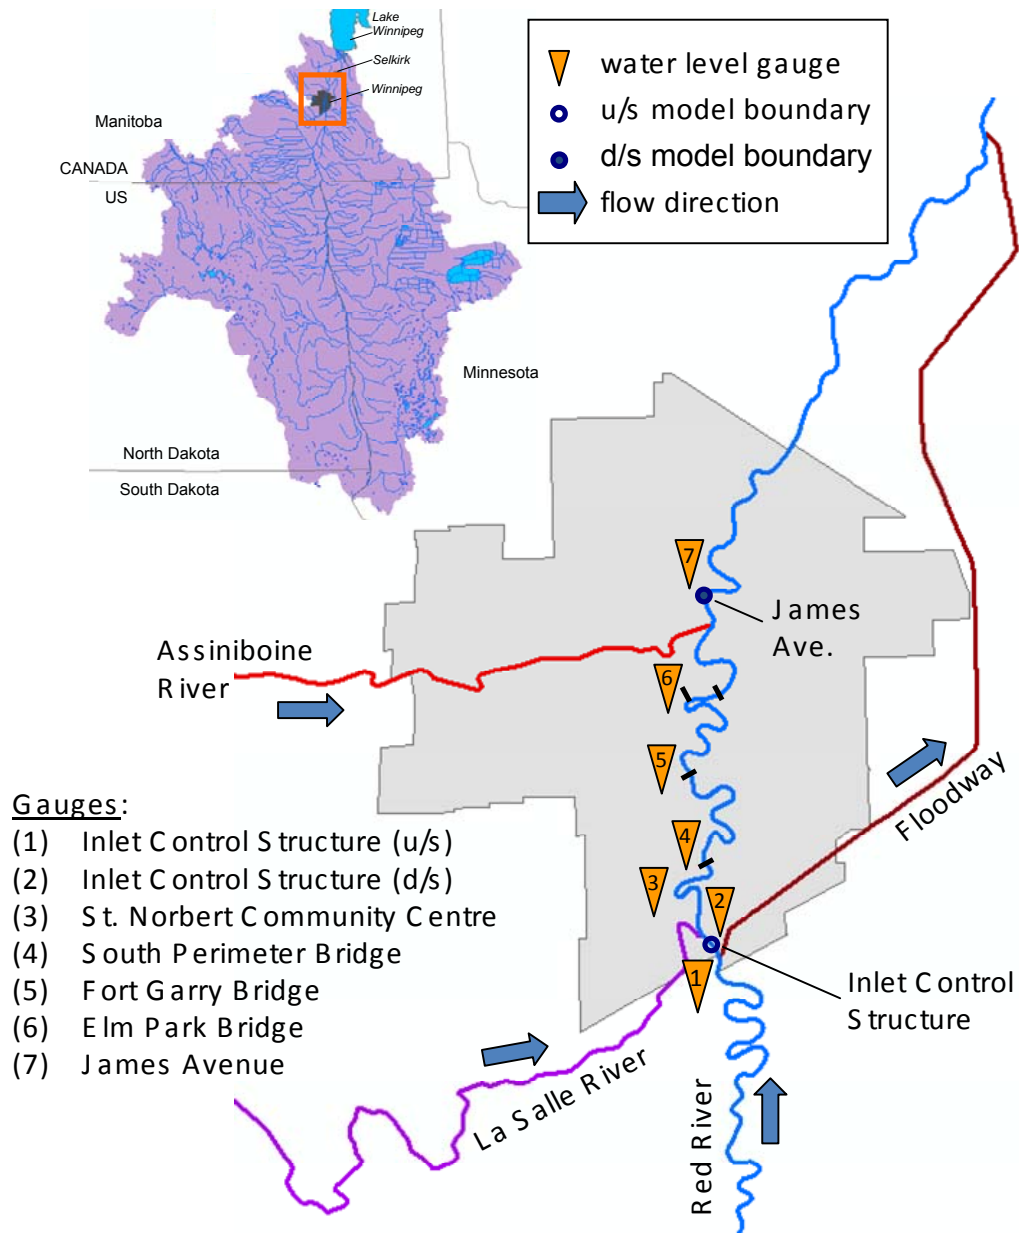 Lake
Winnipeg
Selkirk
Winnipeg
Manitoba
CANADA
US
Minnesota
North Dakota
South Dakota
water level gauge
u/s model boundary
d/s model boundary
flow direction
7
James
Ave.
Assiniboine
River
6
5
4
3
2
1
Floodway
Inlet Control
Structure
La Salle River
Red River
Gauges:
(1) Inlet Control Structure (u/s)
(2) Inlet Control Structure (d/s)
(3) St. Norbert Community Centre
(4) South Perimeter Bridge
(5) Fort Garry Bridge
(6) Elm Park Bridge
(7) James Avenue